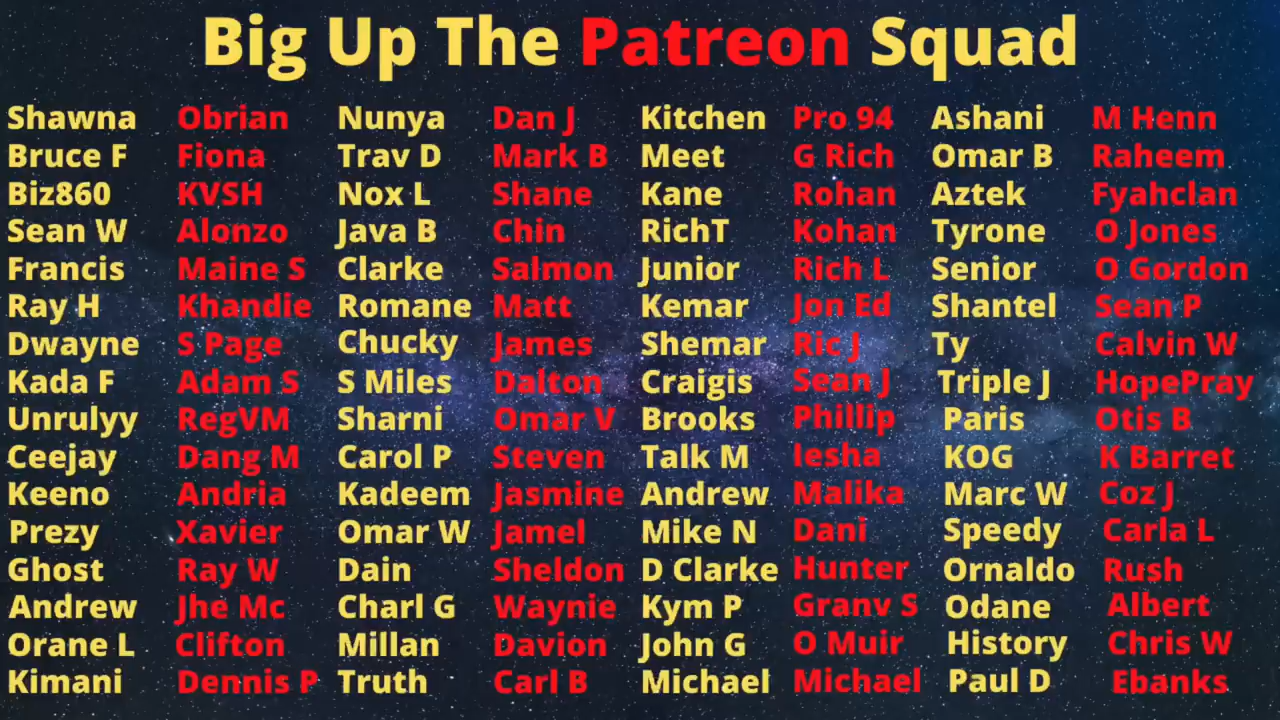 Big Up The Patreon Squad
Shawna Obrian Nunya Dan J Kitchen Pro 94 Ashani M Henn
Bruce F Fiona Trav D Mark B Meet G Rich Omar B Raheem
Biz860 KVSH Nox L Shane Kane Rohan Aztek Fyahclan
Sean W Alonzo Java B Chin RichT Kohan Tyrone O Jones
Francis Maine S Clarke Salmon Junior Rich L Senior O Gordon
Ray H Khandie Romane Matt Kemar Jon Ed Shantel Sean P
Dwayne S Page Chucky James Shemar Ric J Ty Calvin W
Kada F Adam S S Miles Dalton Craigis Sean J Triple J HopePray
Unrulyy RegVM Sharni Omar V Brooks Phillip Paris Otis B
Ceejay Dang M Carol P Steven Talk M Iesha KOG K Barret
Keeno Andria Kadeem Jasmine Andrew Malika Marc W Coz J
Prezy Xavier Omar W Jamel Mike N Dani Speedy Carla L
Ghost Ray W Dain Sheldon D Clarke Hunter Ornaldo Rush
Andrew Jhe Mc Charl G Waynie Kym P Granv S Odane Albert
Orane L Clifton Millan Davion John G O Muir History Chris W
Kimani Dennis P Truth Carl B Michael Michael Paul D Ebanks